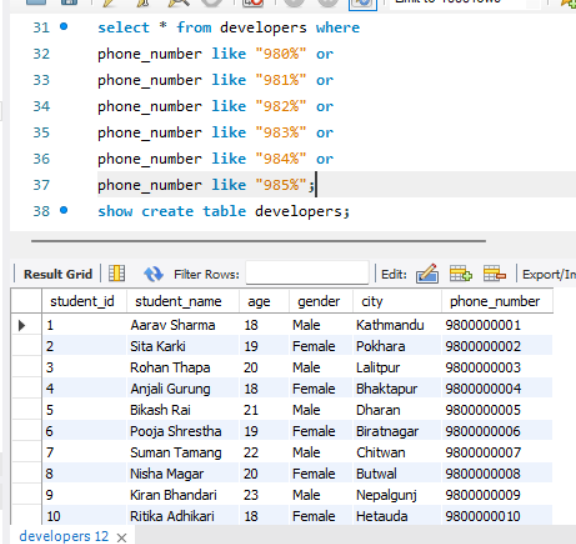 31 select * from developers where
32 phone_number like "980%" or
33 phone_number like "981%" or
34 phone_number like "982%" or
35 phone_number like "983%" or
36 phone_number like "984%" or
37 phone_number like "985%";
38 show create table developers;
Result Grid Filter Rows: Edit: Export/Im
student_id student_name age gender city phone_number
1 Aarav Sharma 18 Male Kathmandu 9800000001
2 Sita Karki 19 Female Pokhara 9800000002
3 Rohan Thapa 20 Male Lalitpur 9800000003
4 Anjali Gurung 18 Female Bhaktapur 9800000004
5 Bikash Rai 21 Male Dharan 9800000005
6 Pooja Shrestha 19 Female Biratnagar 9800000006
7 Suman Tamang 22 Male Chitwan 9800000007
8 Nisha Magar 20 Female Butwal 9800000008
9 Kiran Bhandari 23 Male Nepalgunj 9800000009
10 Ritika Adhikari 18 Female Hetauda 9800000010
developers 12